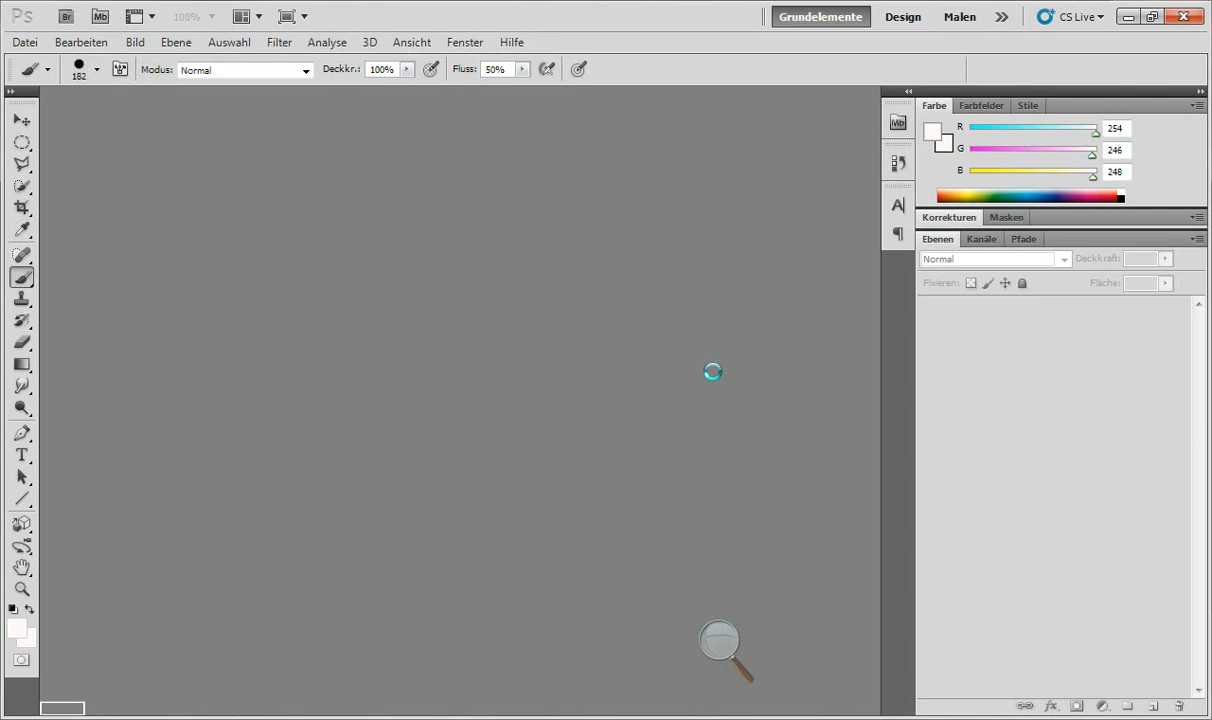 Ps Br Mb 100% Grundelemente Design Malen CS Live
Datei Bearbeiten Bild Ebene Auswahl Filter Analyse 3D Ansicht Fenster Hilfe
182 Modus: Normal Deckkr.: 100% Fluss: 50%
Farbe Farbfelder Stile
Mb
R 254
G 246
B 248
A
Korrekturen Masken
Ebenen Kanäle Pfade
Normal Deckkraft:
Fixieren: Fläche:
T
fx